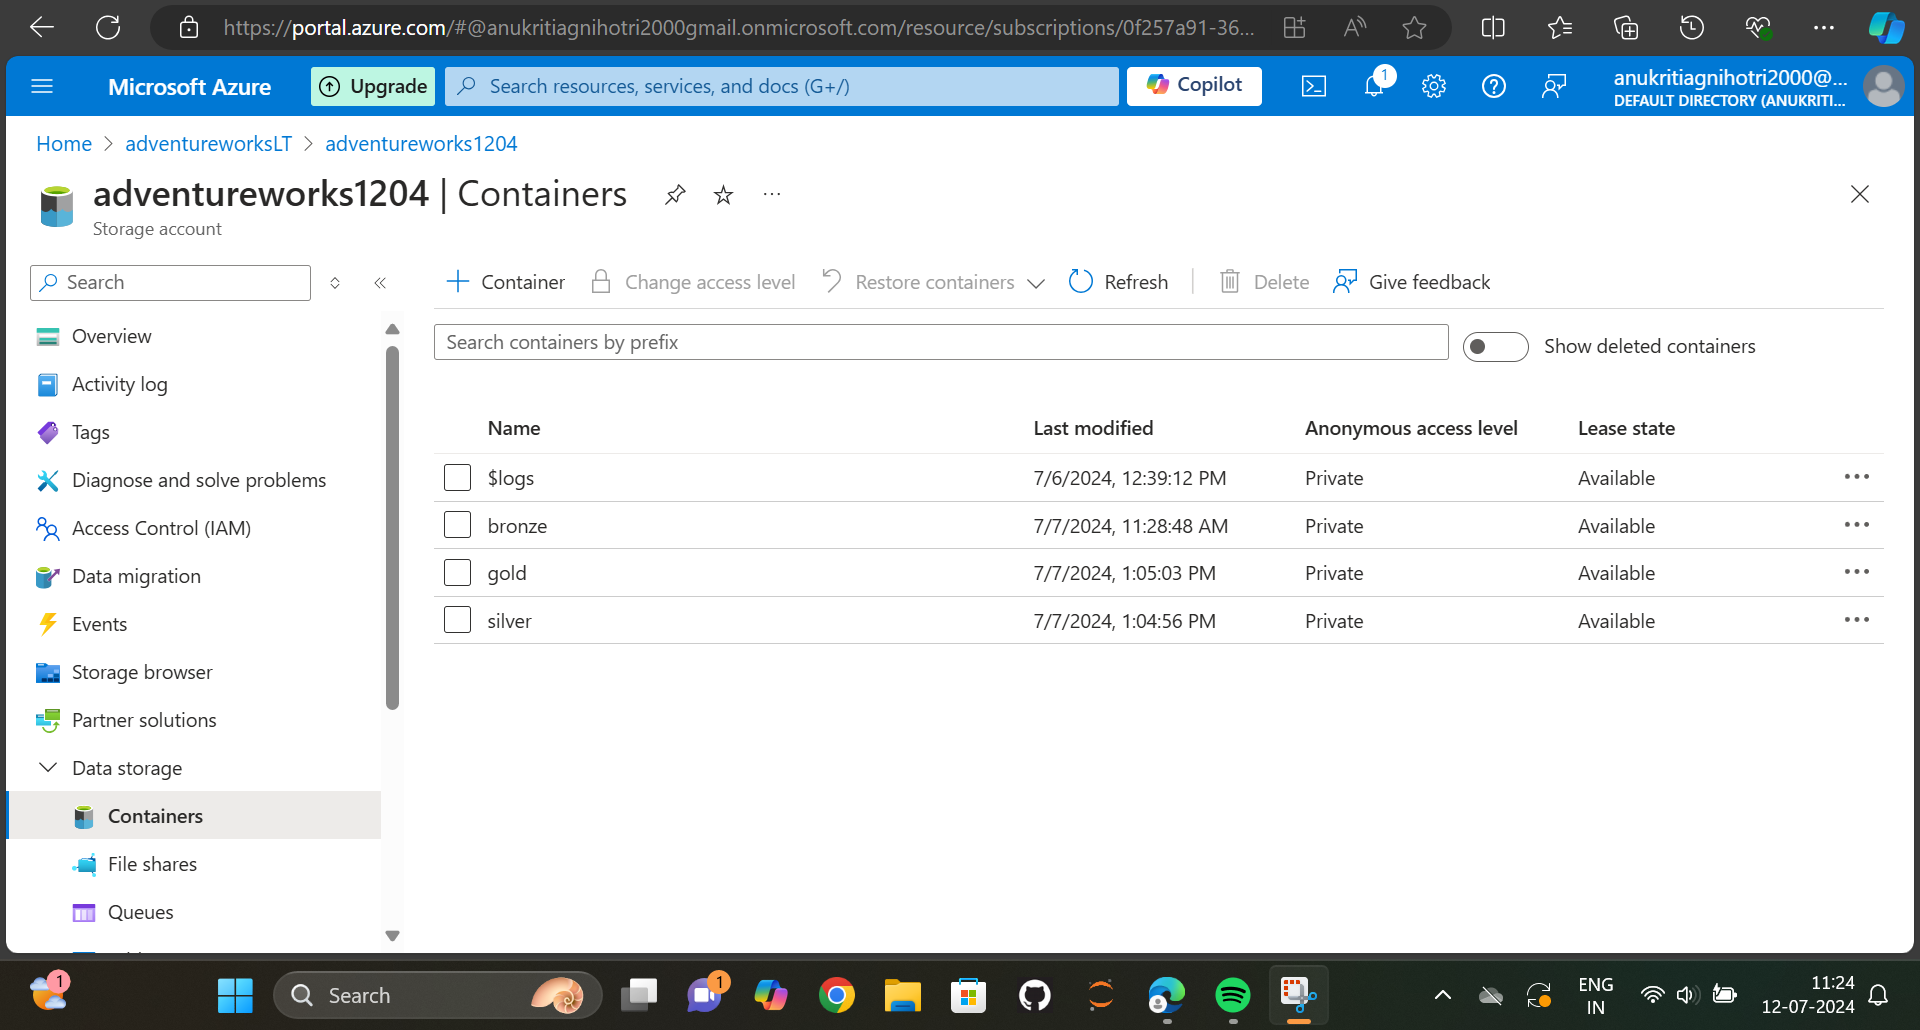 https://portal.azure.com/#@anukritiagnihotri2000gmail.onmicrosoft.com/resource/subscriptions/0f257a91-36...
Microsoft Azure
Upgrade
Search resources, services, and docs (G+/)
Copilot
1
anukritiagnihotri2000@...
DEFAULT DIRECTORY (ANUKRITI...
Home > adventureworksLT > adventureworks1204
adventureworks1204 | Containers
Storage account
Search
Container
Change access level
Restore containers
Refresh
Delete
Give feedback
Search containers by prefix
Show deleted containers
Overview
Activity log
Tags
Diagnose and solve problems
Access Control (IAM)
Data migration
Events
Storage browser
Partner solutions
Data storage
Containers
File shares
Queues
Name Last modified Anonymous access level Lease state
$logs 7/6/2024, 12:39:12 PM Private Available
bronze 7/7/2024, 11:28:48 AM Private Available
gold 7/7/2024, 1:05:03 PM Private Available
silver 7/7/2024, 1:04:56 PM Private Available
1
Search
1
ENG
IN
11:24
12-07-2024